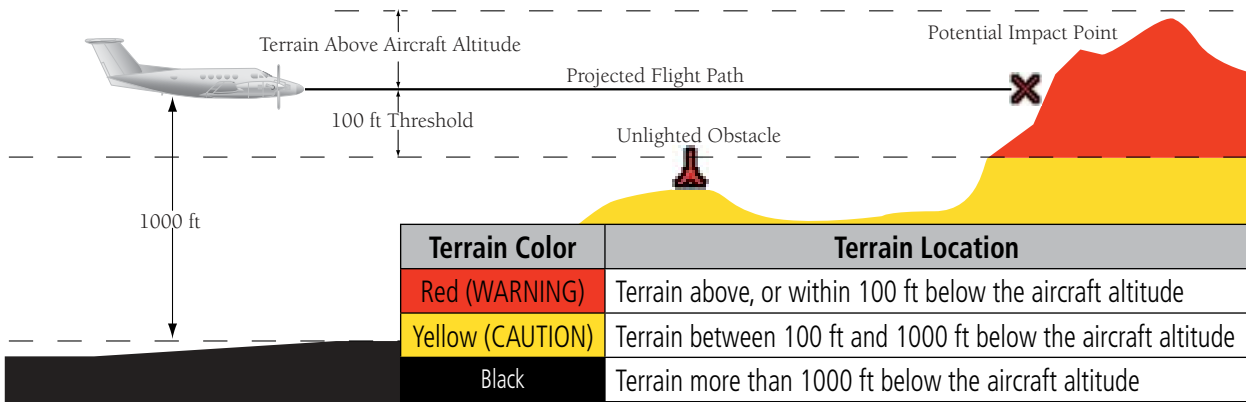 Terrain Above Aircraft Altitude
Potential Impact Point
Projected Flight Path
100 ft Threshold
Unlighted Obstacle
1000 ft
Terrain Color
Terrain Location
Red (WARNING)
Terrain above, or within 100 ft below the aircraft altitude
Yellow (CAUTION)
Terrain between 100 ft and 1000 ft below the aircraft altitude
Black
Terrain more than 1000 ft below the aircraft altitude